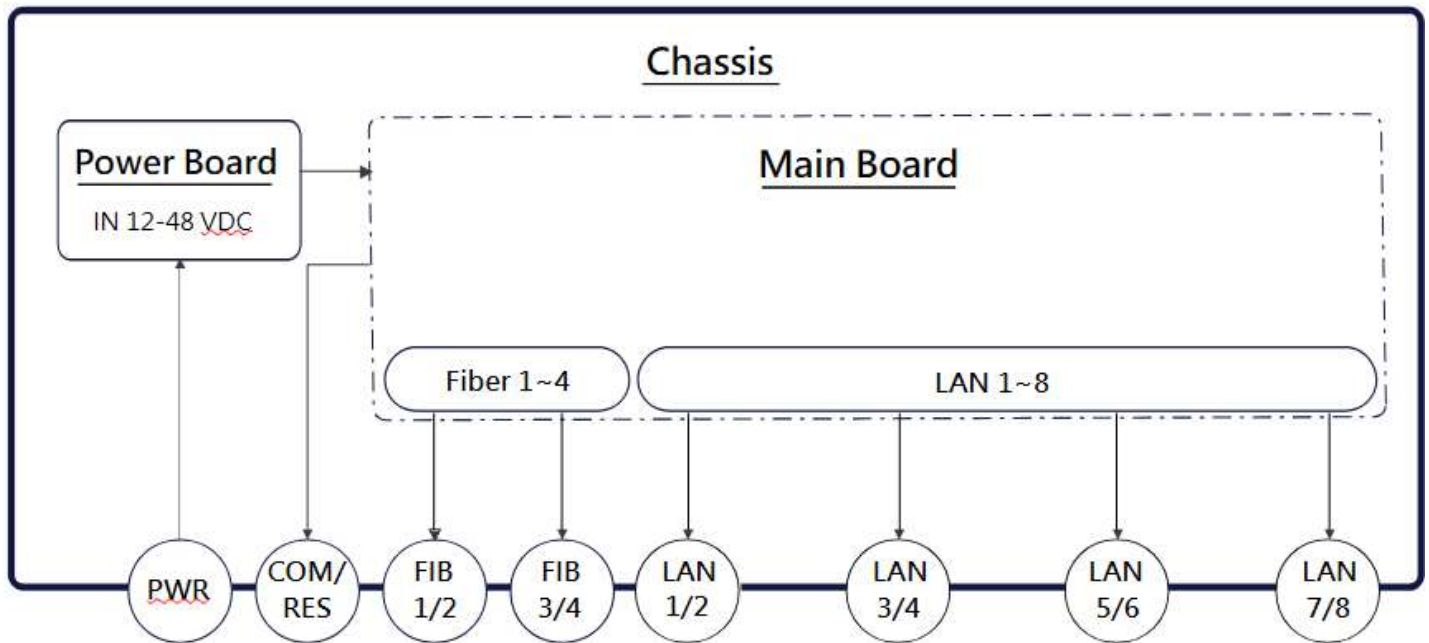 Chassis
Power Board
IN 12-48 VDC
Main Board
Fiber 1~4
LAN 1~8
PWR
COM/
RES
FIB
1/2
FIB
3/4
LAN
1/2
LAN
3/4
LAN
5/6
LAN
7/8